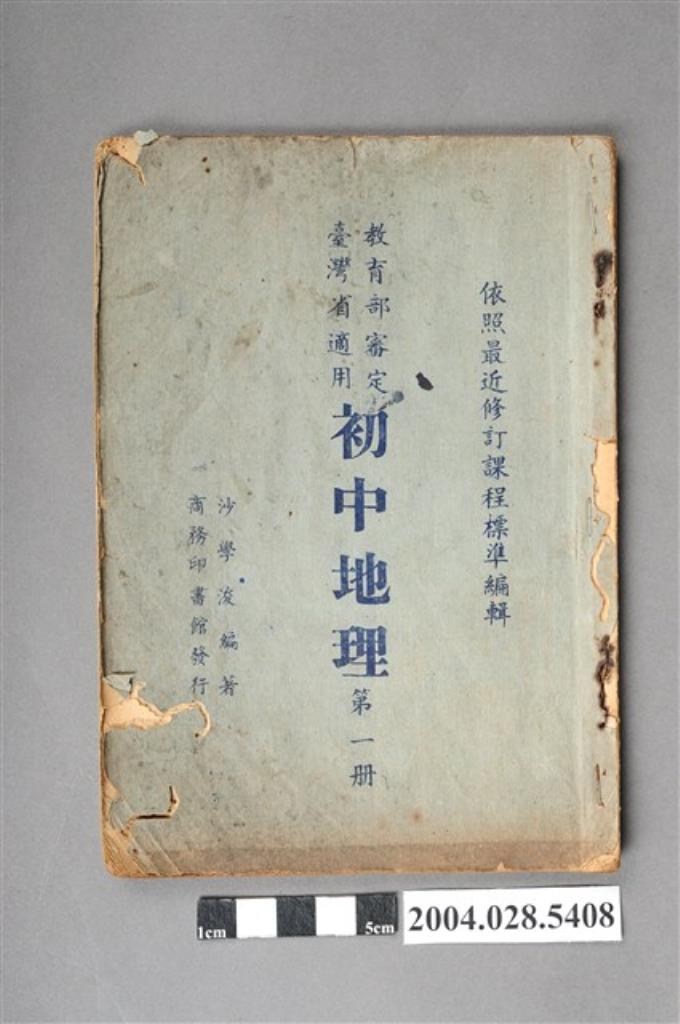 依照最近修訂課程標準編輯
教育部審定
臺灣省適用
初中地理第一册
沙學浚編著
商務印書館發行
1cm 5cm
2004.028.5408